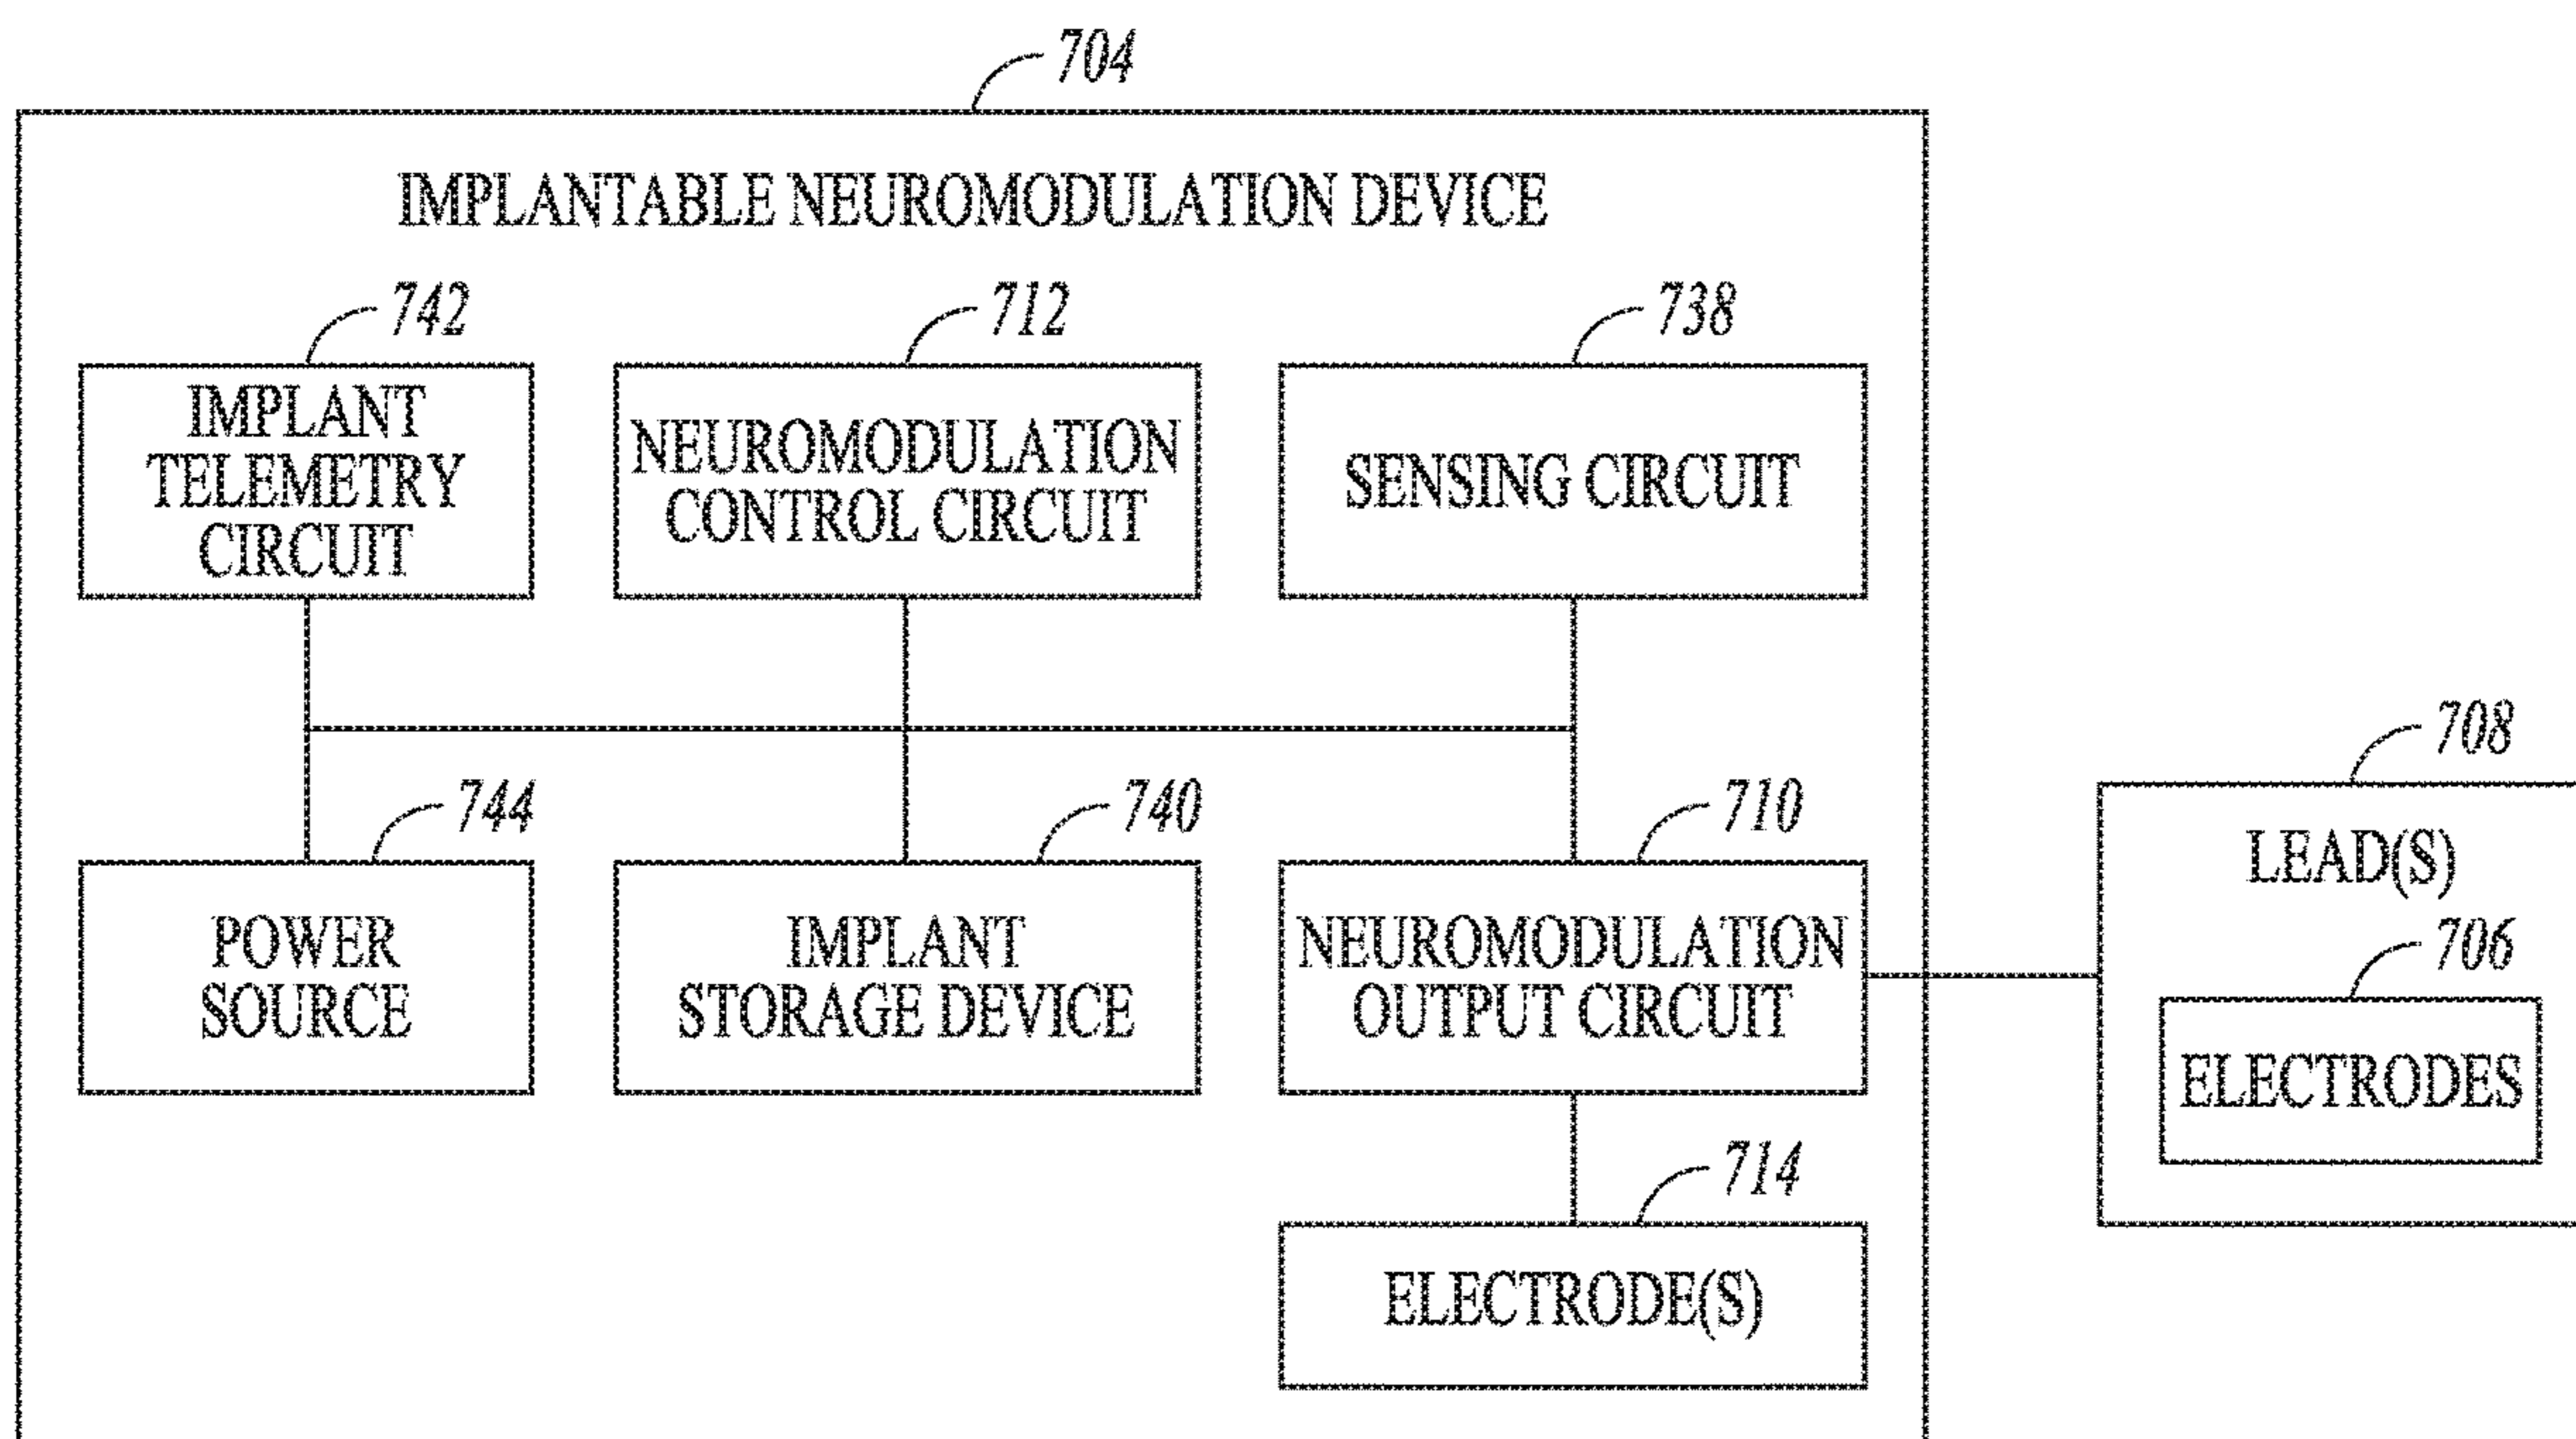 704
IMPLANTABLE NEUROMODULATION DEVICE
742
712
738
IMPLANT
TELEMETRY
CIRCUIT
NEUROMODULATION
CONTROL CIRCUIT
SENSING CIRCUIT
744
740
710
708
POWER
SOURCE
IMPLANT
STORAGE DEVICE
NEUROMODULATION
OUTPUT CIRCUIT
LEAD(S)
706
ELECTRODES
714
ELECTRODE(S)